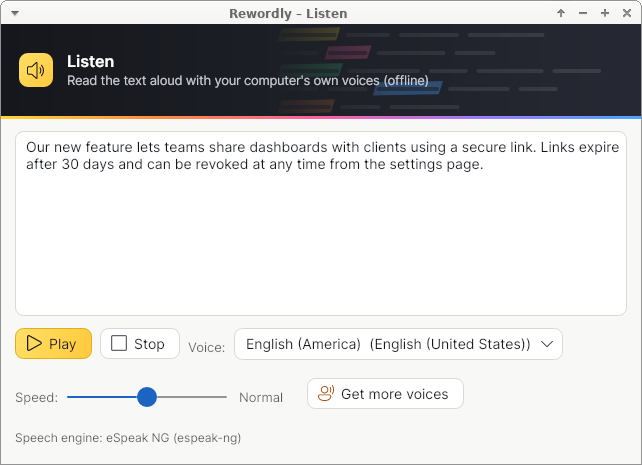 Rewordly – Listen
Listen
Read the text aloud with your computer's own voices (offline)
Our new feature lets teams share dashboards with clients using a secure link. Links expire
after 30 days and can be revoked at any time from the settings page.
Play Stop Voice: English (America)  (English (United States))
Speed: Normal Get more voices
Speech engine: eSpeak NG (espeak-ng)